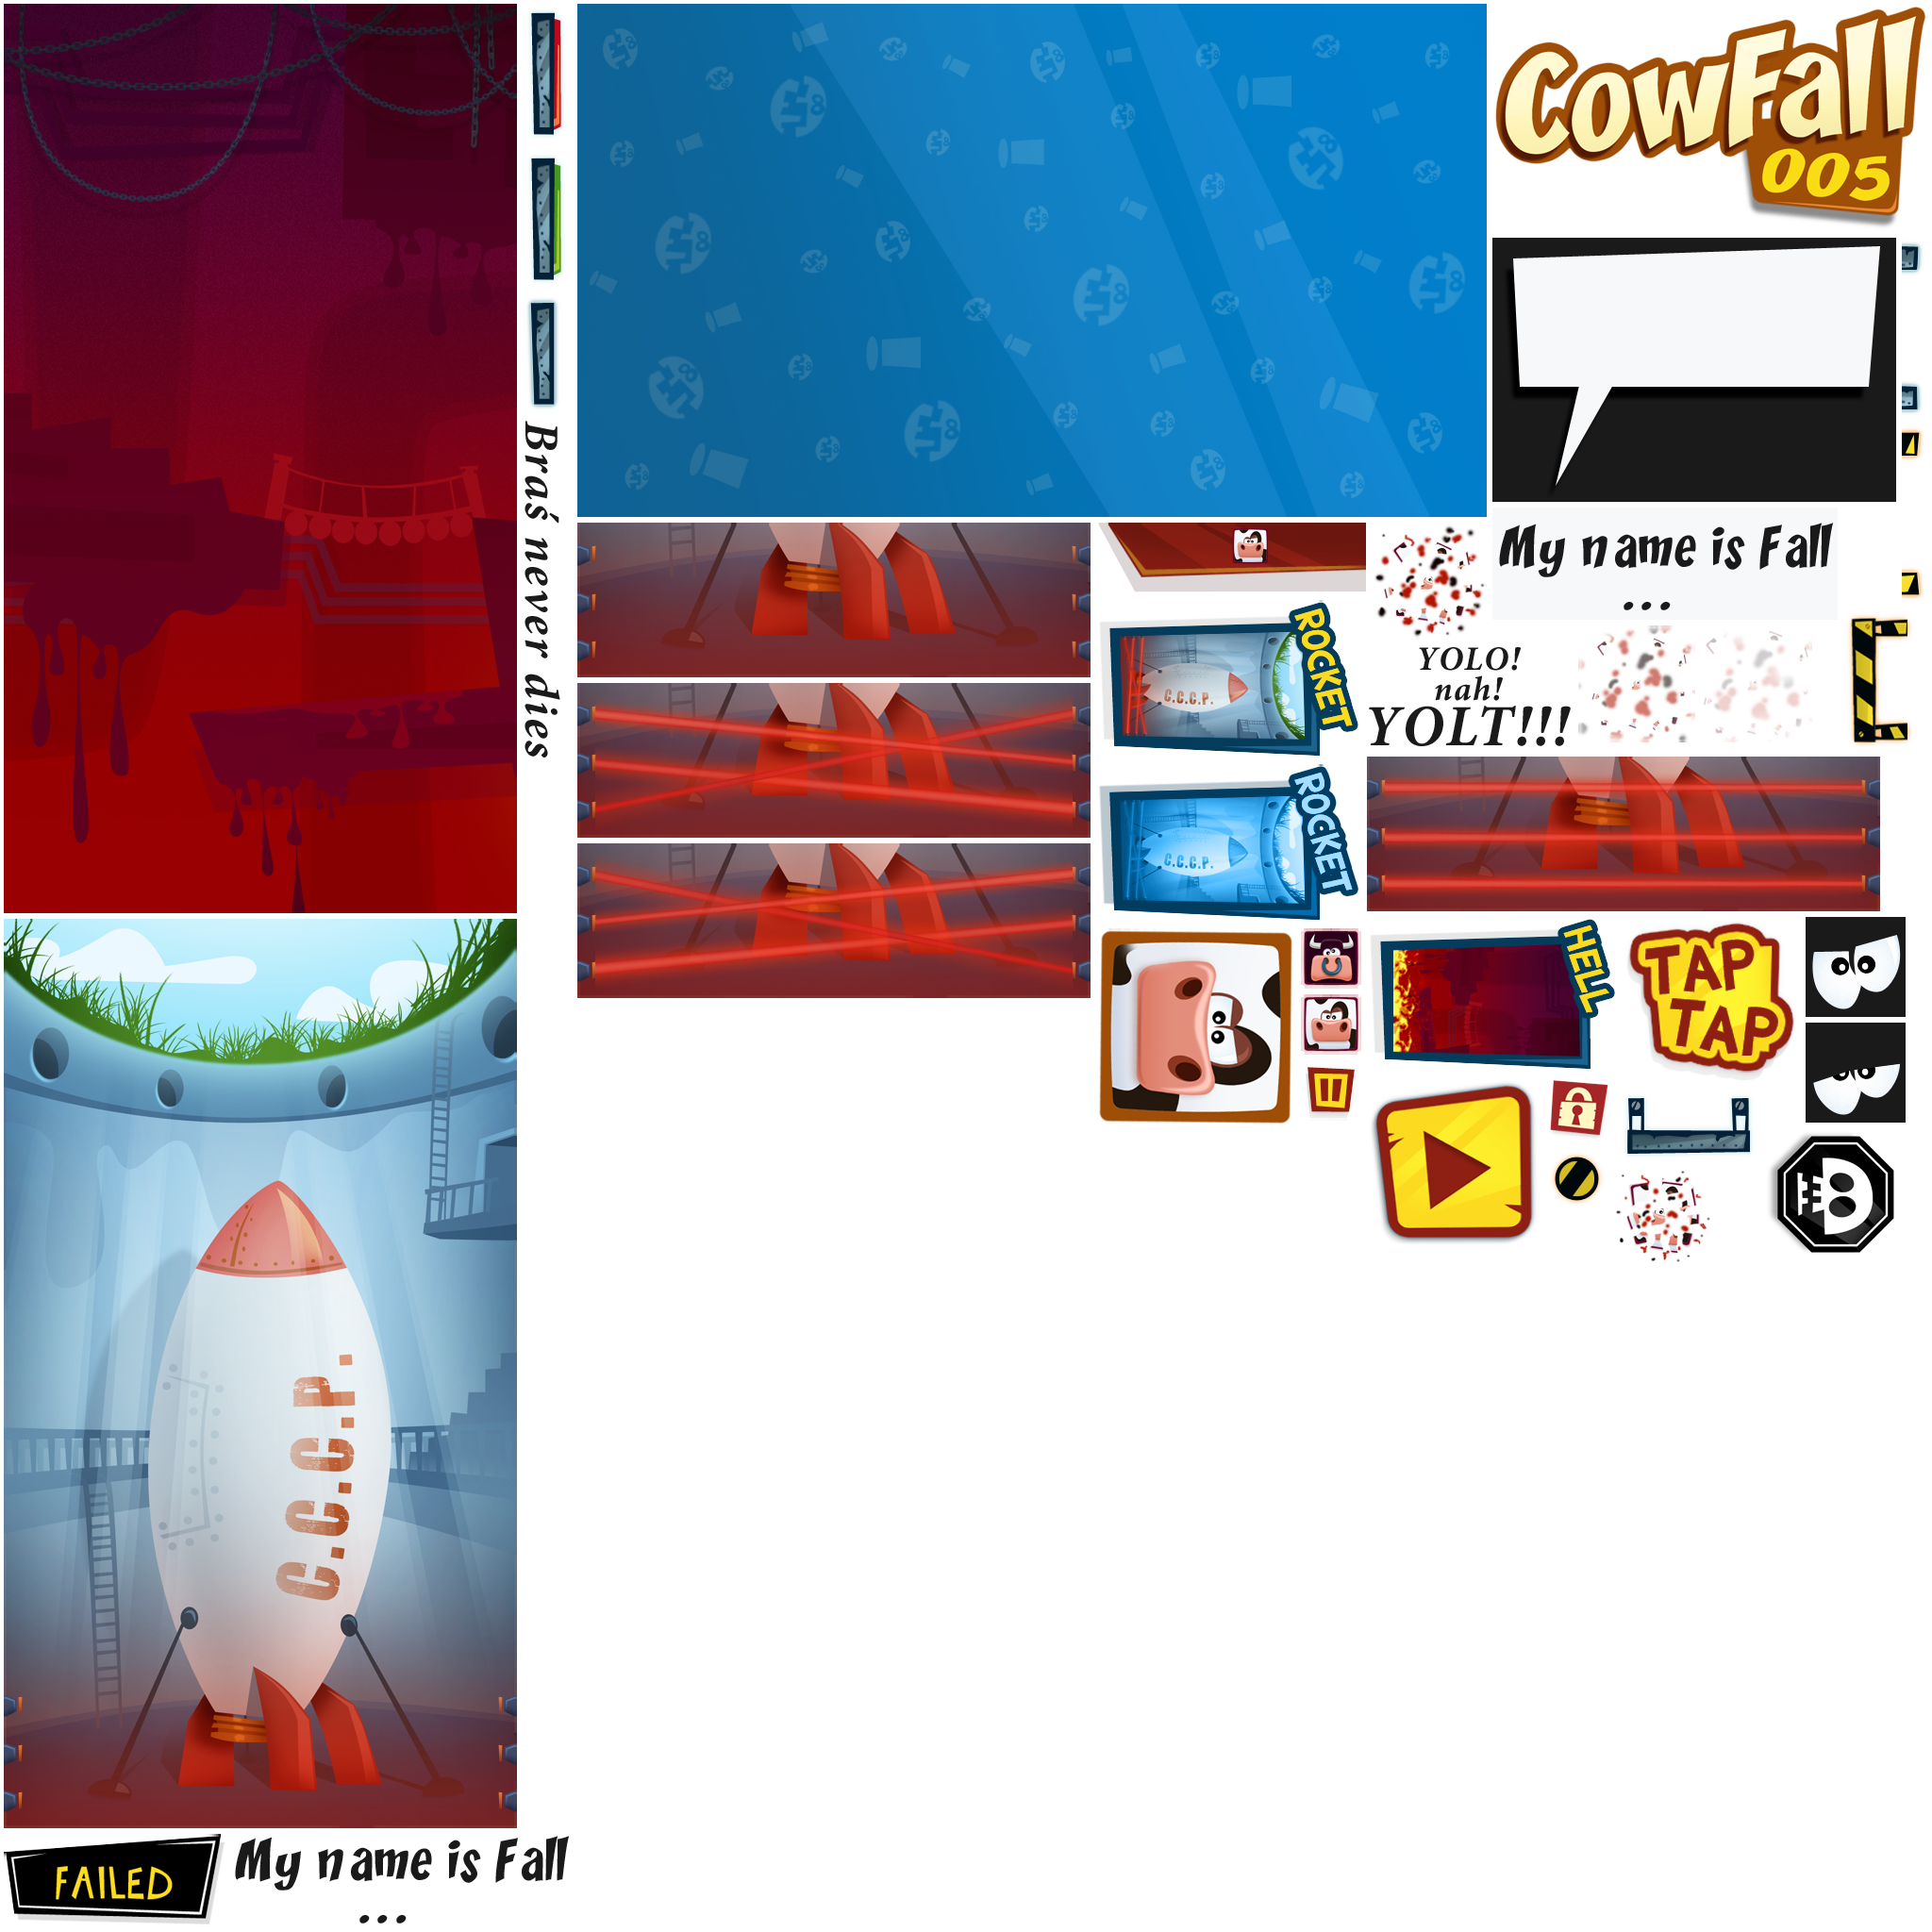 CowFall
005
Braś never dies
My name is Fall
...
ROCKET
C.C.C.P.
YOLO!
nah!
YOLT!!!
ROCKET
C.C.C.P.
HELL
TAP
TAP
C.C.C.P.
FAILED
My name is Fall
...